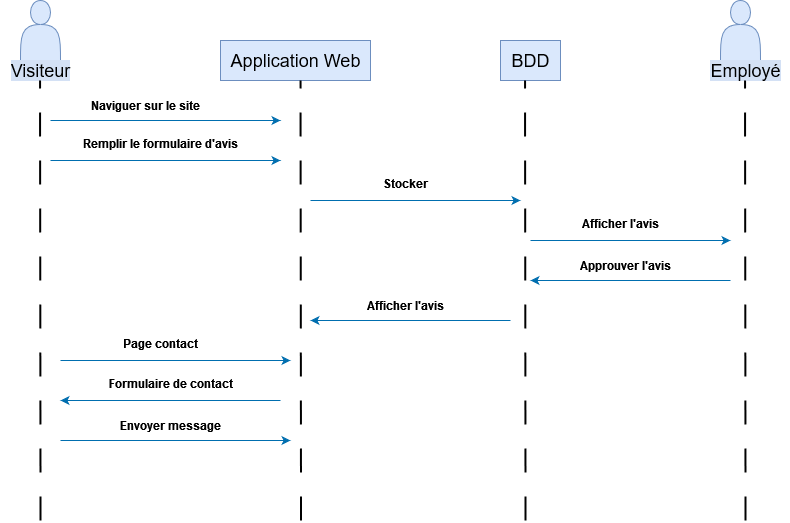 Visiteur
Application Web
BDD
Employé
Naviguer sur le site
Remplir le formulaire d'avis
Stocker
Afficher l'avis
Approuver l'avis
Afficher l'avis
Page contact
Formulaire de contact
Envoyer message